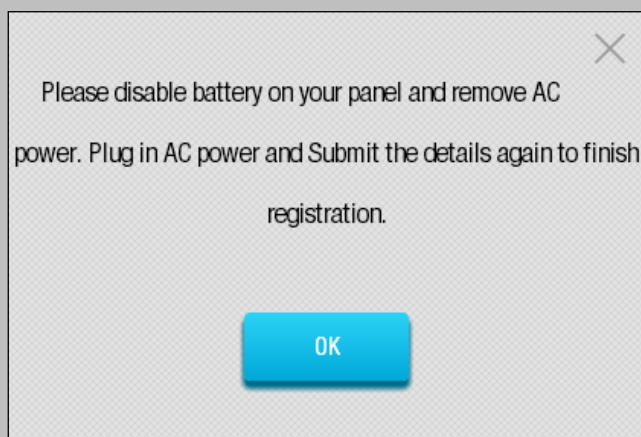 Please disable battery on your panel and remove AC
power. Plug in AC power and Submit the details again to finish
registration.
OK